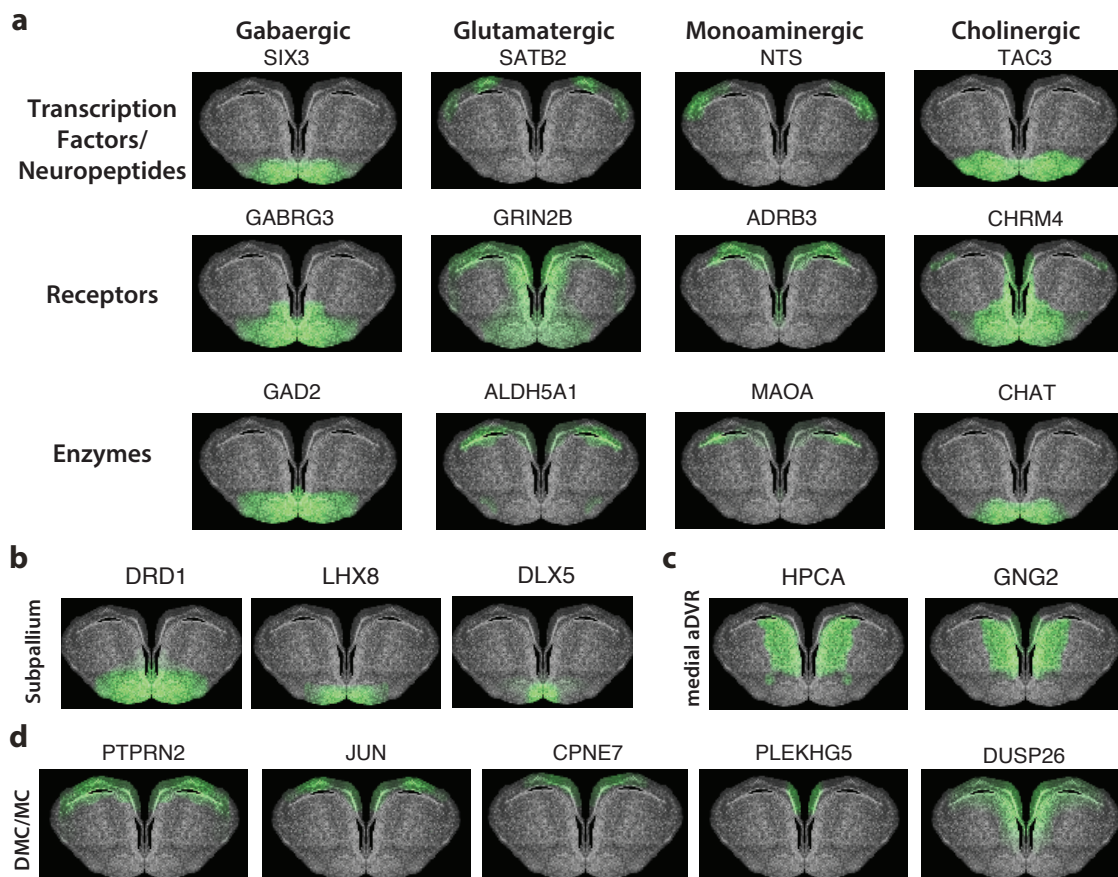 a
Gabaergic Glutamatergic Monoaminergic Cholinergic
SIX3 SATB2 NTS TAC3
Transcription
Factors/
Neuropeptides
GABRG3 GRIN2B ADRB3 CHRM4
Receptors
GAD2 ALDH5A1 MAOA CHAT
Enzymes
b
DRD1 LHX8 DLX5
Subpallium
c
HPCA GNG2
medial aDVR
d
PTPRN2 JUN CPNE7 PLEKHG5 DUSP26
DMC/MC